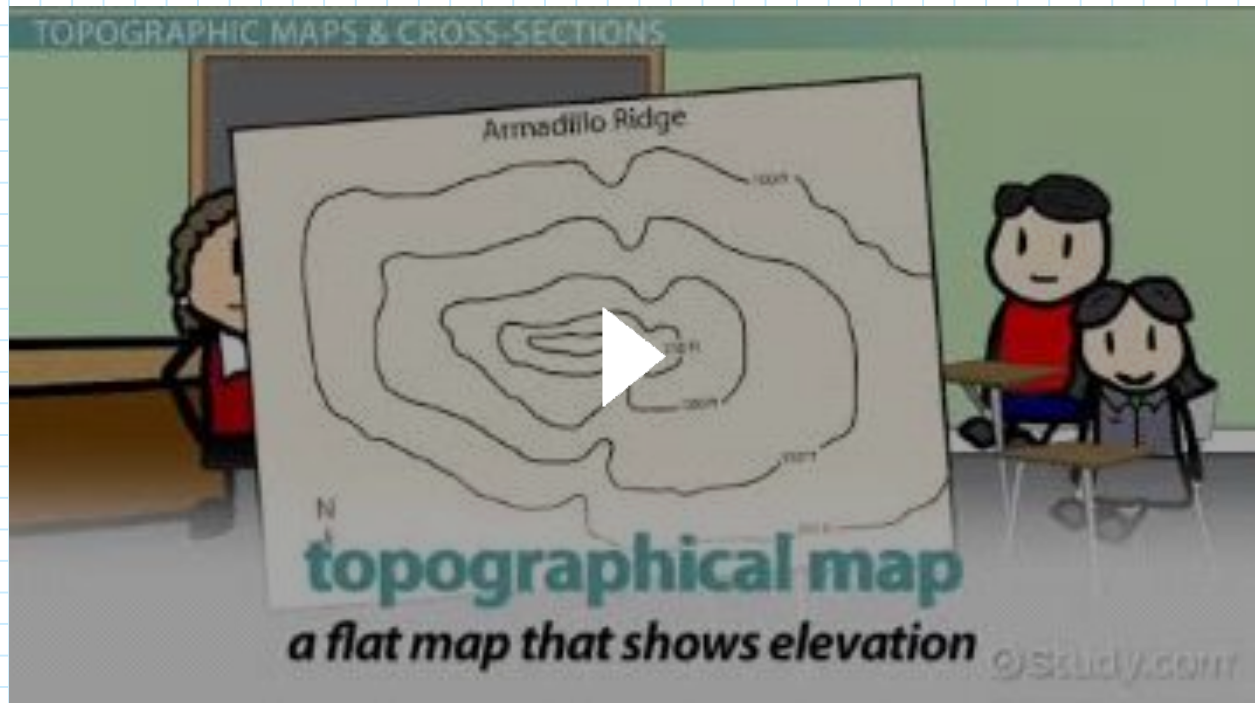 TOPOGRAPHIC MAPS & CROSS-SECTIONS
Armadillo Ridge
N
topographical map
a flat map that shows elevation
Study.com